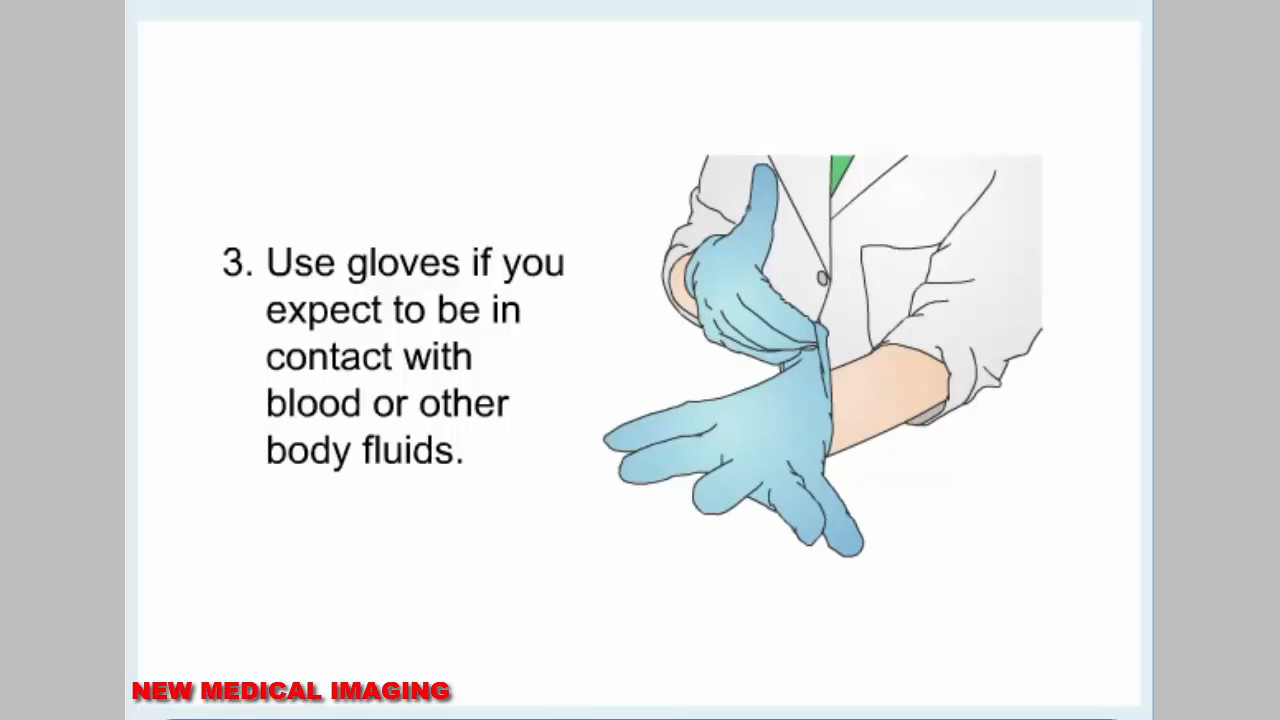 3. Use gloves if you
expect to be in
contact with
blood or other
body fluids.
NEW MEDICAL IMAGING